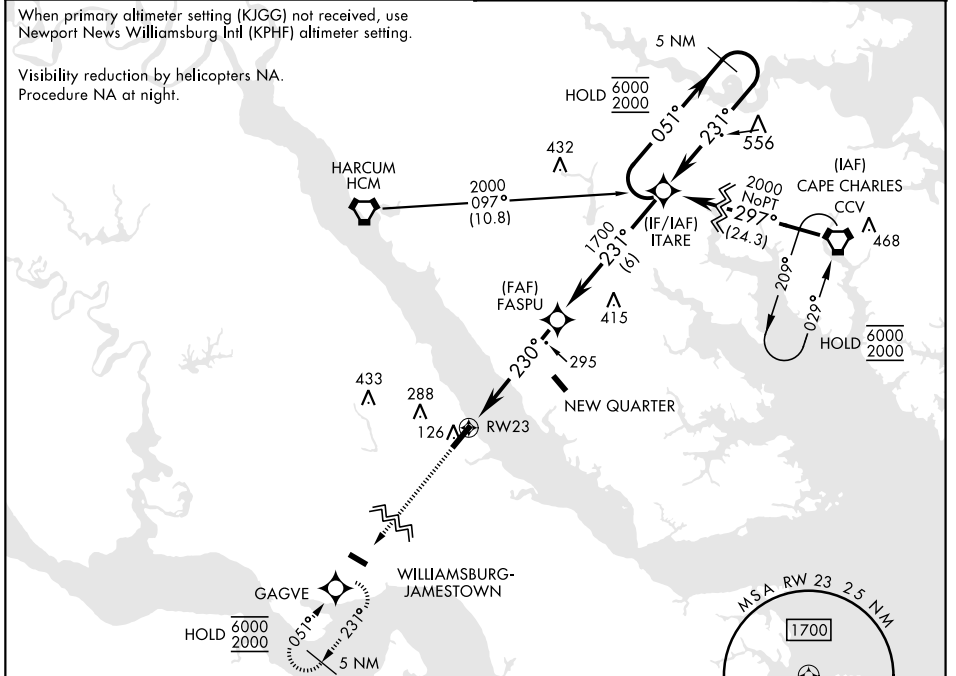 When primary altimeter setting (KJGG) not received, use
Newport News Williamsburg Intl (KPHF) altimeter setting.
Visibility reduction by helicopters NA.
Procedure NA at night.
5 NM
HOLD 6000
2000
051°
231°
556
432
HARCUM
HCM
2000
097°
(10.8)
(IF/IAF)
ITARE
2000
NoPT
297°
(24.3)
(IAF)
CAPE CHARLES
CCV
468
209°
029°
HOLD 6000
2000
1700
231°
(6)
(FAF)
FASPU
415
230°
295
NEW QUARTER
433
288
126
RW23
WILLIAMSBURG-
JAMESTOWN
GAGVE
HOLD 6000
2000
051°
231°
5 NM
MSA RW 23 25 NM
1700